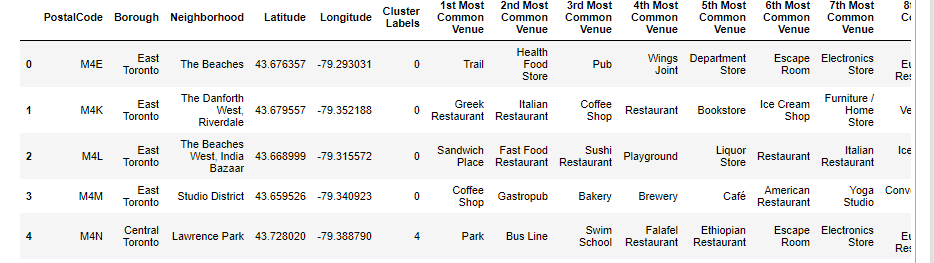 PostalCode Borough Neighborhood Latitude Longitude Cluster Labels 1st Most Common Venue 2nd Most Common Venue 3rd Most Common Venue 4th Most Common Venue 5th Most Common Venue 6th Most Common Venue 7th Most Common Venue
0 M4E East Toronto The Beaches 43.676357 -79.293031 0 Trail Health Food Store Pub Wings Joint Department Store Escape Room Electronics Store Eu Res
1 M4K East Toronto The Danforth West, Riverdale 43.679557 -79.352188 0 Greek Restaurant Italian Restaurant Coffee Shop Restaurant Bookstore Ice Cream Shop Furniture / Home Store Ve
2 M4L East Toronto The Beaches West, India Bazaar 43.668999 -79.315572 0 Sandwich Place Fast Food Restaurant Sushi Restaurant Playground Liquor Store Restaurant Italian Restaurant Ice
3 M4M East Toronto Studio District 43.659526 -79.340923 0 Coffee Shop Gastropub Bakery Brewery Café American Restaurant Yoga Studio Conv
4 M4N Central Toronto Lawrence Park 43.728020 -79.388790 4 Park Bus Line Swim School Falafel Restaurant Ethiopian Restaurant Escape Room Electronics Store Eu Res